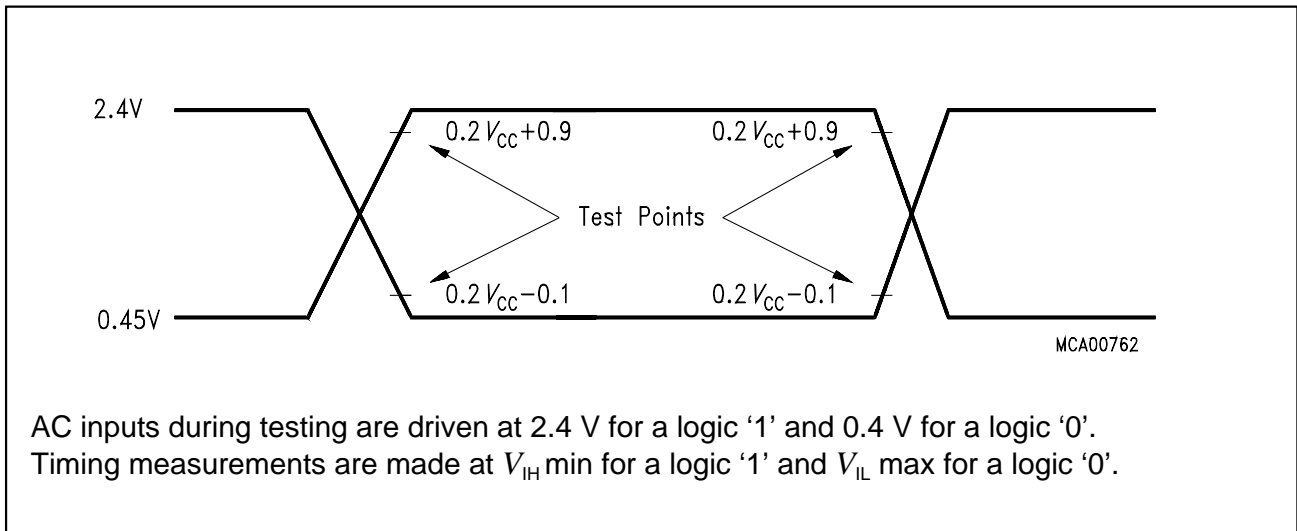 2.4V
0.2 VCC+0.9 0.2 VCC+0.9
Test Points
0.2 VCC−0.1 0.2 VCC−0.1
0.45V
MCA00762
AC inputs during testing are driven at 2.4 V for a logic ‘1’ and 0.4 V for a logic ‘0’.
Timing measurements are made at VIH min for a logic ‘1’ and VIL max for a logic ‘0’.